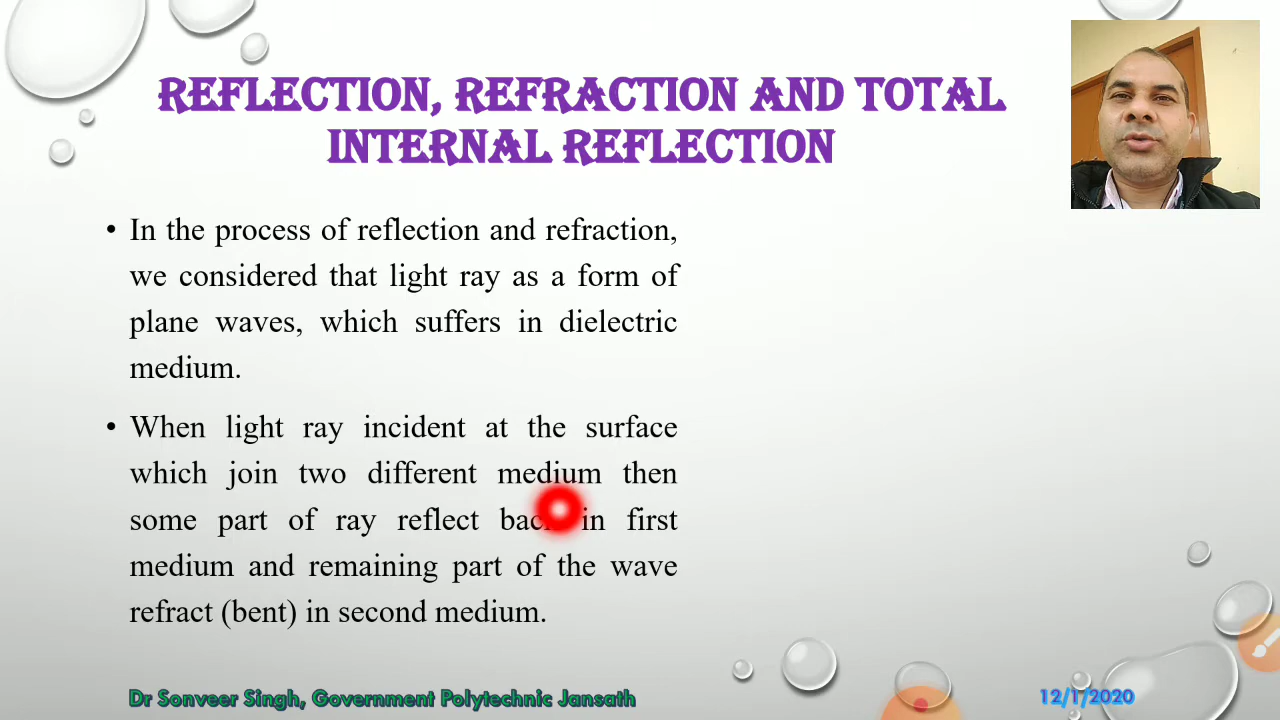 REFLECTION, REFRACTION AND TOTAL
INTERNAL REFLECTION
• In the process of reflection and refraction,
we considered that light ray as a form of
plane waves, which suffers in dielectric
medium.
• When light ray incident at the surface
which join two different medium then
some part of ray reflect back in first
medium and remaining part of the wave
refract (bent) in second medium.
Dr Sonveer Singh, Government Polytechnic Jansath
12/1/2020